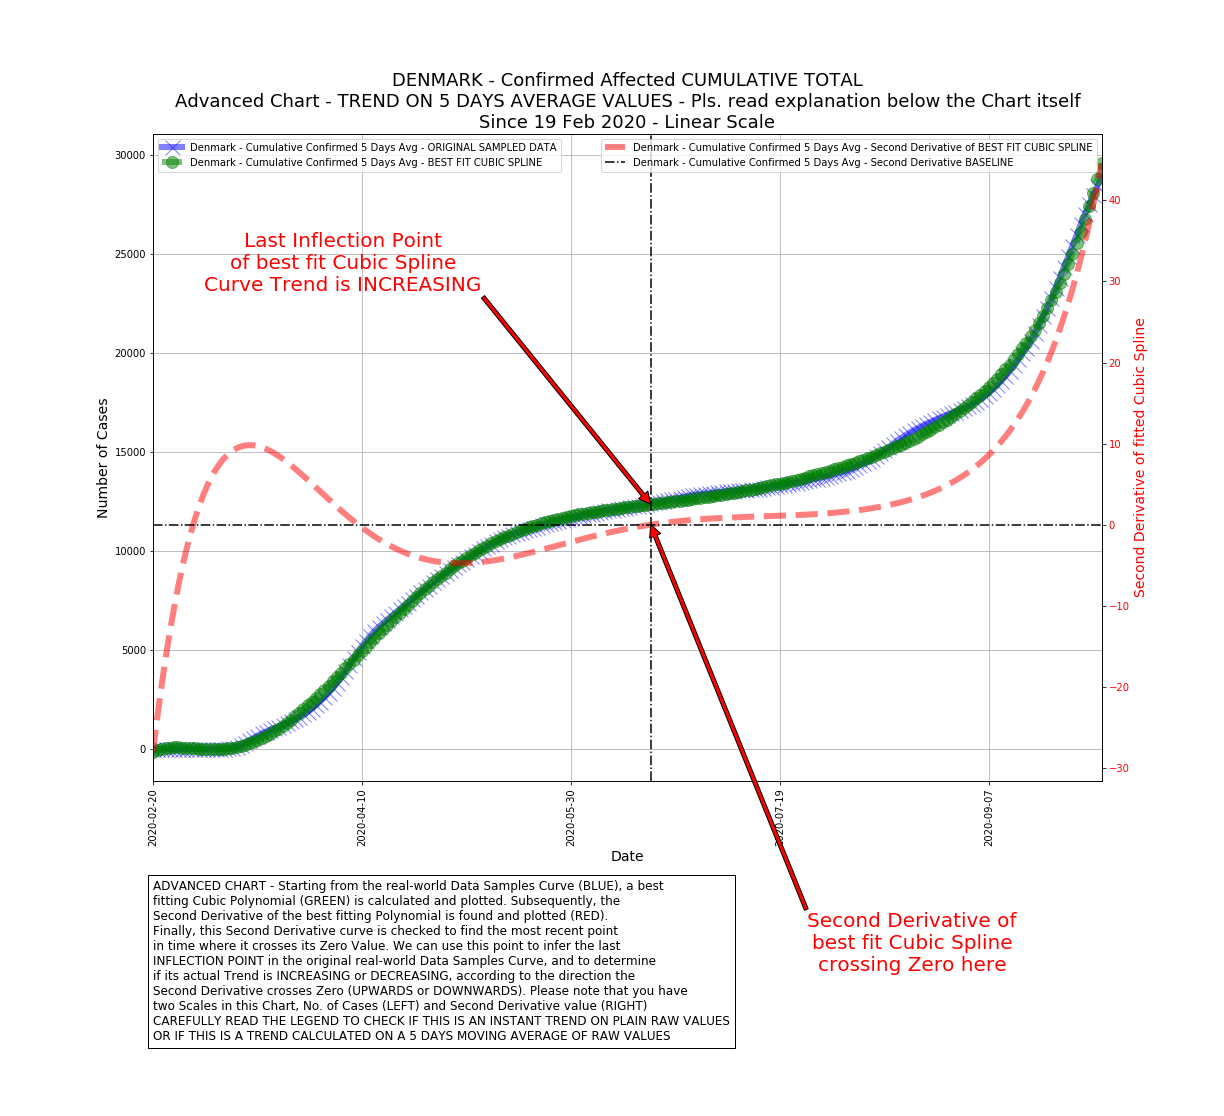 DENMARK - Confirmed Affected CUMULATIVE TOTAL
Advanced Chart - TREND ON 5 DAYS AVERAGE VALUES - Pls. read explanation below the Chart itself
Since 19 Feb 2020 - Linear Scale
Denmark - Cumulative Confirmed 5 Days Avg - ORIGINAL SAMPLED DATA
Denmark - Cumulative Confirmed 5 Days Avg - BEST FIT CUBIC SPLINE
Denmark - Cumulative Confirmed 5 Days Avg - Second Derivative of BEST FIT CUBIC SPLINE
Denmark - Cumulative Confirmed 5 Days Avg - Second Derivative BASELINE
Last Inflection Point
of best fit Cubic Spline
Curve Trend is INCREASING
Number of Cases
30000
25000
20000
15000
10000
5000
0
40
30
20
10
0
−10
−20
−30
Second Derivative of fitted Cubic Spline
2020-02-20
2020-04-10
2020-05-30
2020-07-19
2020-09-07
Date
Second Derivative of
best fit Cubic Spline
crossing Zero here
ADVANCED CHART - Starting from the real-world Data Samples Curve (BLUE), a best
fitting Cubic Polynomial (GREEN) is calculated and plotted. Subsequently, the
Second Derivative of the best fitting Polynomial is found and plotted (RED).
Finally, this Second Derivative curve is checked to find the most recent point
in time where it crosses its Zero Value. We can use this point to infer the last
INFLECTION POINT in the original real-world Data Samples Curve, and to determine
if its actual Trend is INCREASING or DECREASING, according to the direction the
Second Derivative crosses Zero (UPWARDS or DOWNWARDS). Please note that you have
two Scales in this Chart, No. of Cases (LEFT) and Second Derivative value (RIGHT)
CAREFULLY READ THE LEGEND TO CHECK IF THIS IS AN INSTANT TREND ON PLAIN RAW VALUES
OR IF THIS IS A TREND CALCULATED ON A 5 DAYS MOVING AVERAGE OF RAW VALUES